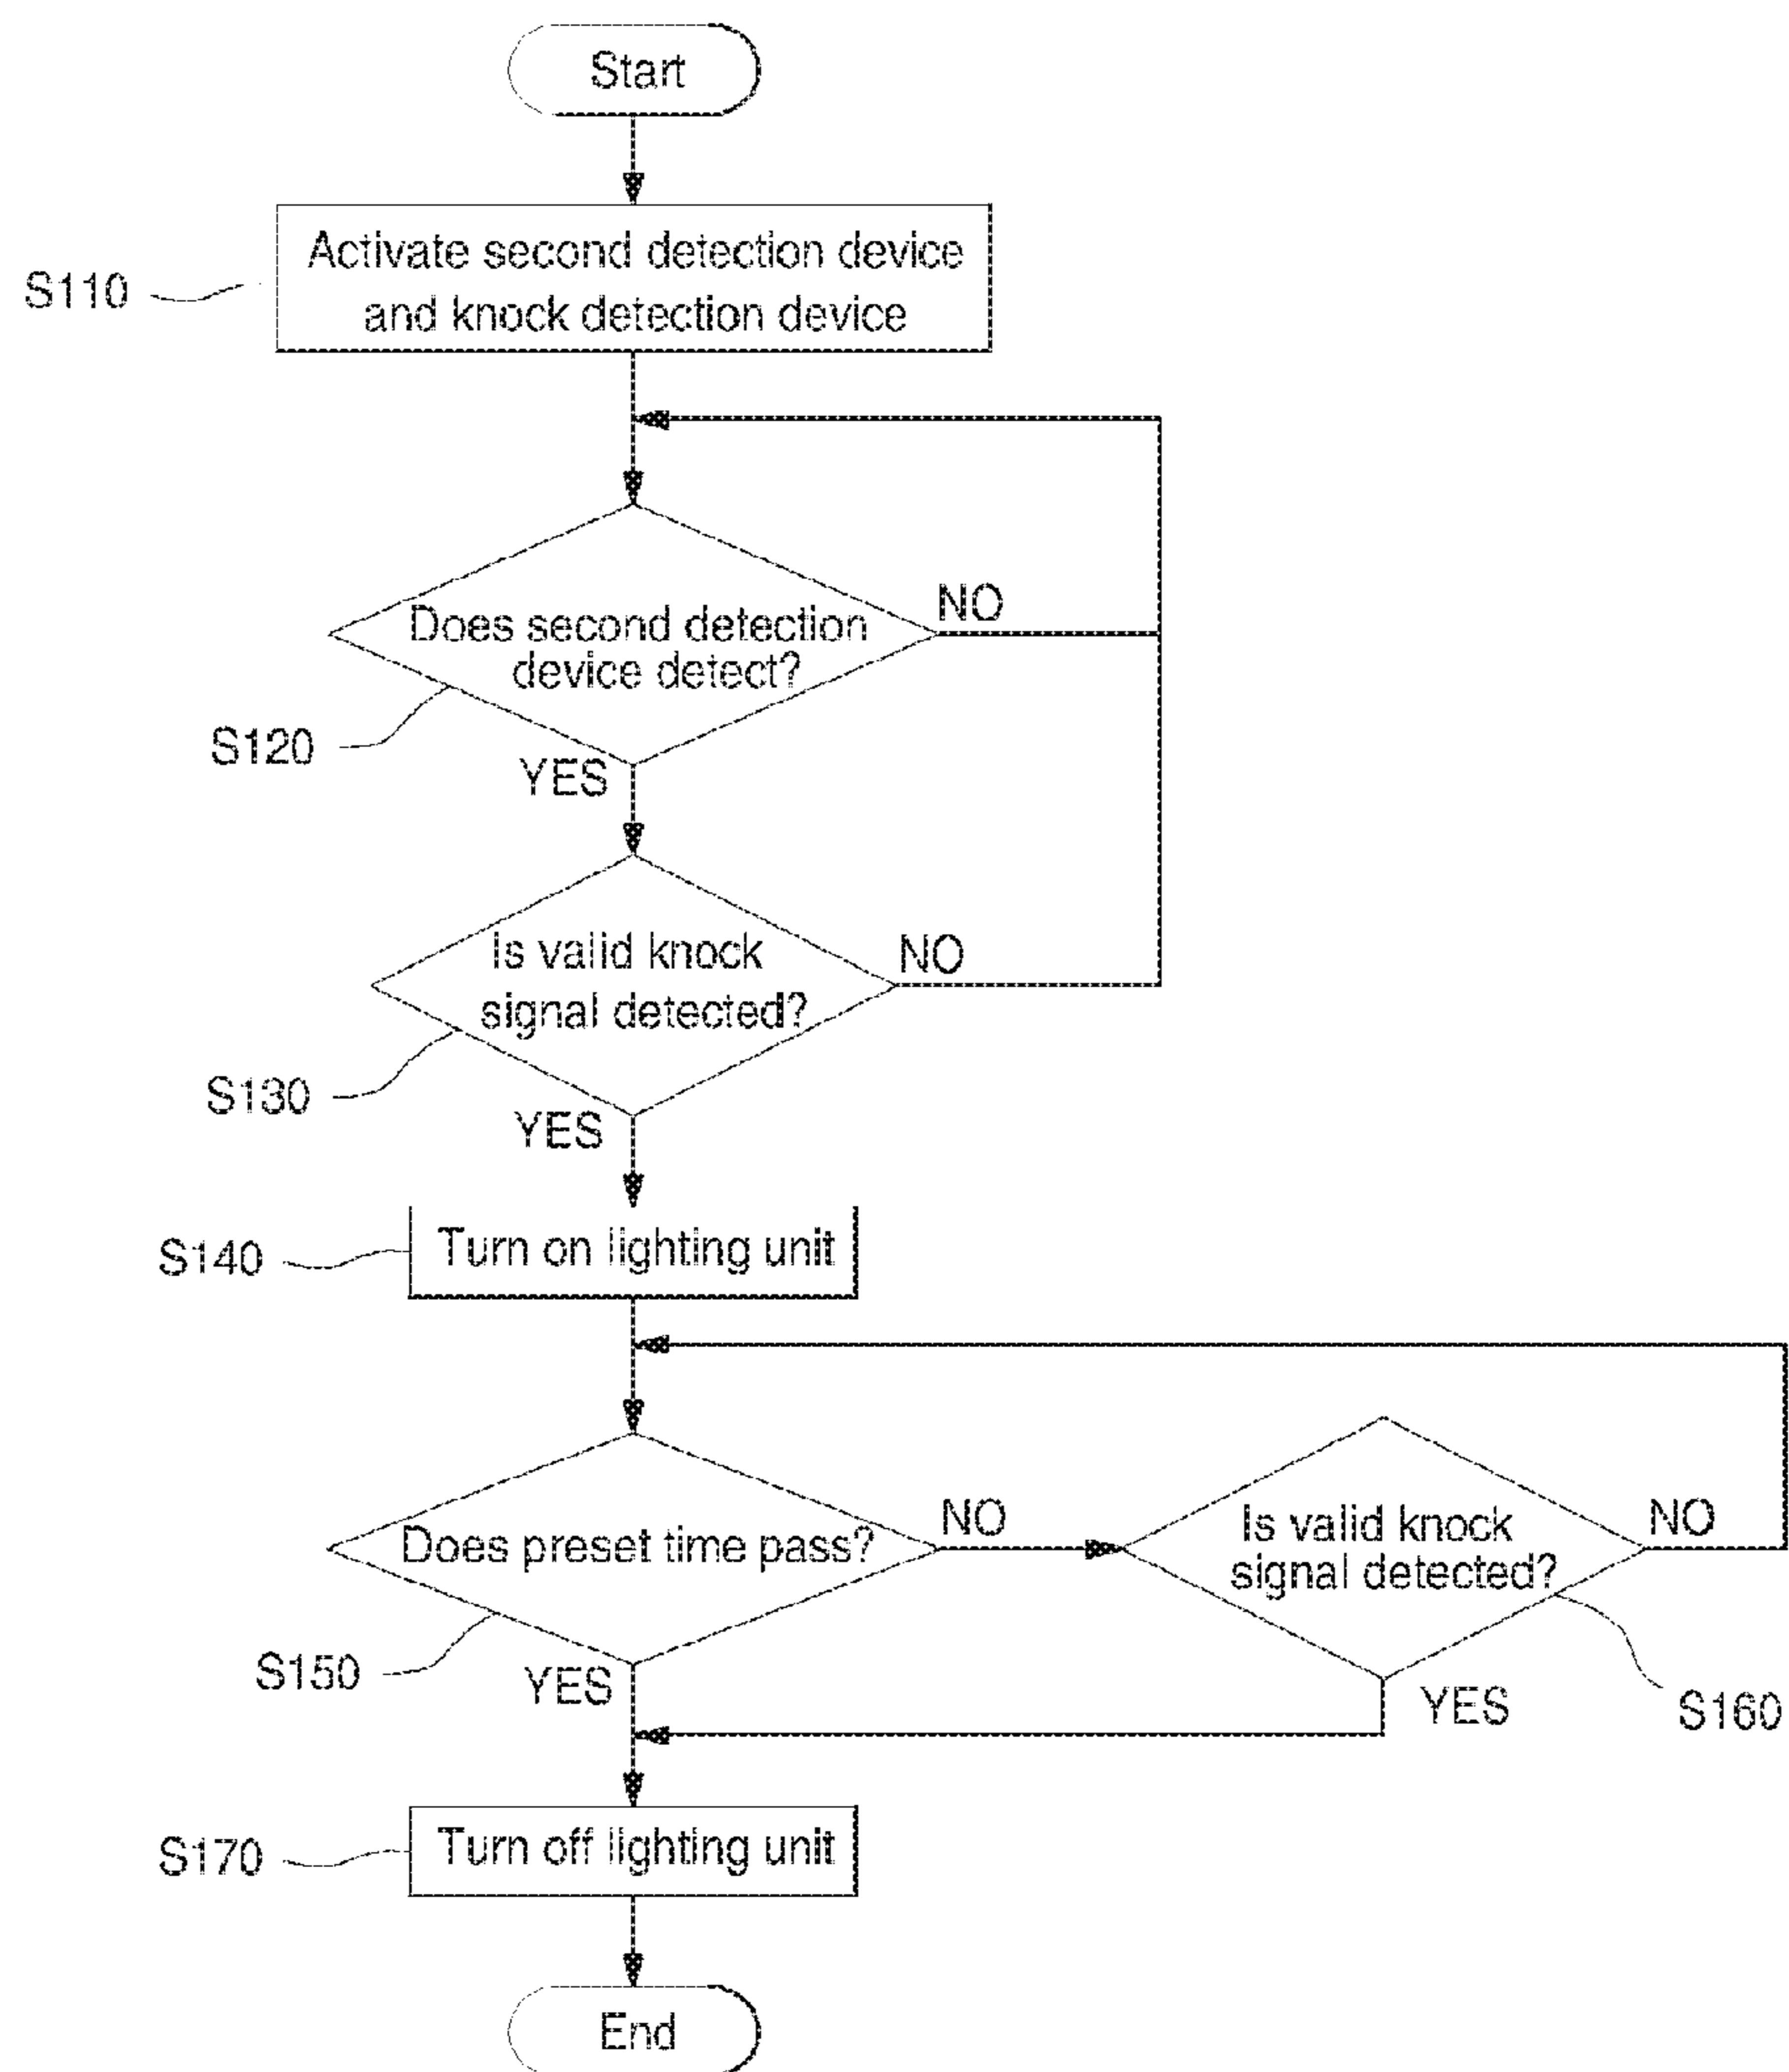 Start
S110
Activate second detection device
and knock detection device
Does second detection
device detect?
NO
S120
YES
Is valid knock
signal detected?
NO
S130
YES
S140
Turn on lighting unit
Does preset time pass?
NO
Is valid knock
signal detected?
NO
S150
YES
YES
S160
S170
Turn off lighting unit
End